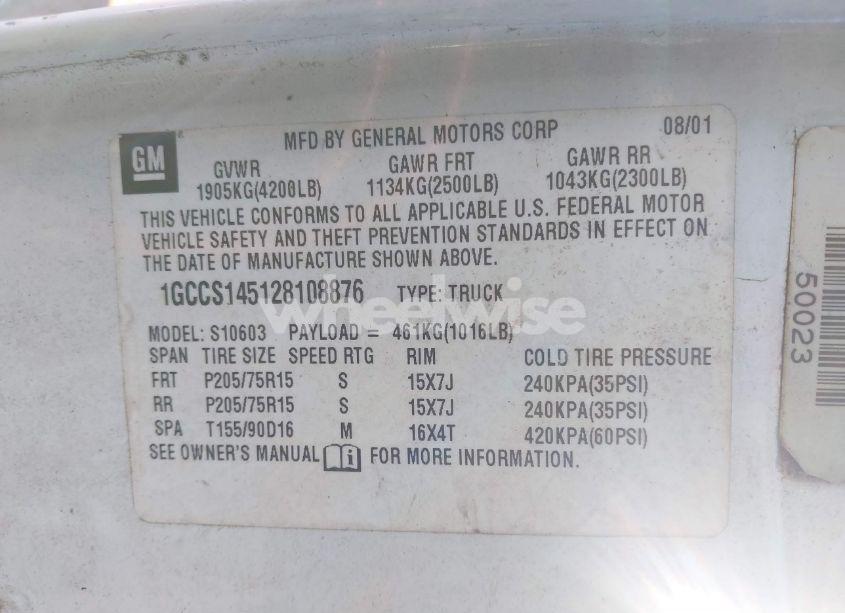 MFD BY GENERAL MOTORS CORP 08/01
GM
GVWR GAWR FRT GAWR RR
1905KG(4200LB) 1134KG(2500LB) 1043KG(2300LB)
THIS VEHICLE CONFORMS TO ALL APPLICABLE U.S. FEDERAL MOTOR
VEHICLE SAFETY AND THEFT PREVENTION STANDARDS IN EFFECT ON
THE DATE OF MANUFACTURE SHOWN ABOVE.
1GCCS145128108876 TYPE: TRUCK
wheelwise
MODEL: S10603 PAYLOAD = 461KG(1016LB)
SPAN TIRE SIZE SPEED RTG RIM COLD TIRE PRESSURE
FRT P205/75R15 S 15X7J 240KPA(35PSI)
RR P205/75R15 S 15X7J 240KPA(35PSI)
SPA T155/90D16 M 16X4T 420KPA(60PSI)
SEE OWNER'S MANUAL i FOR MORE INFORMATION.
50023